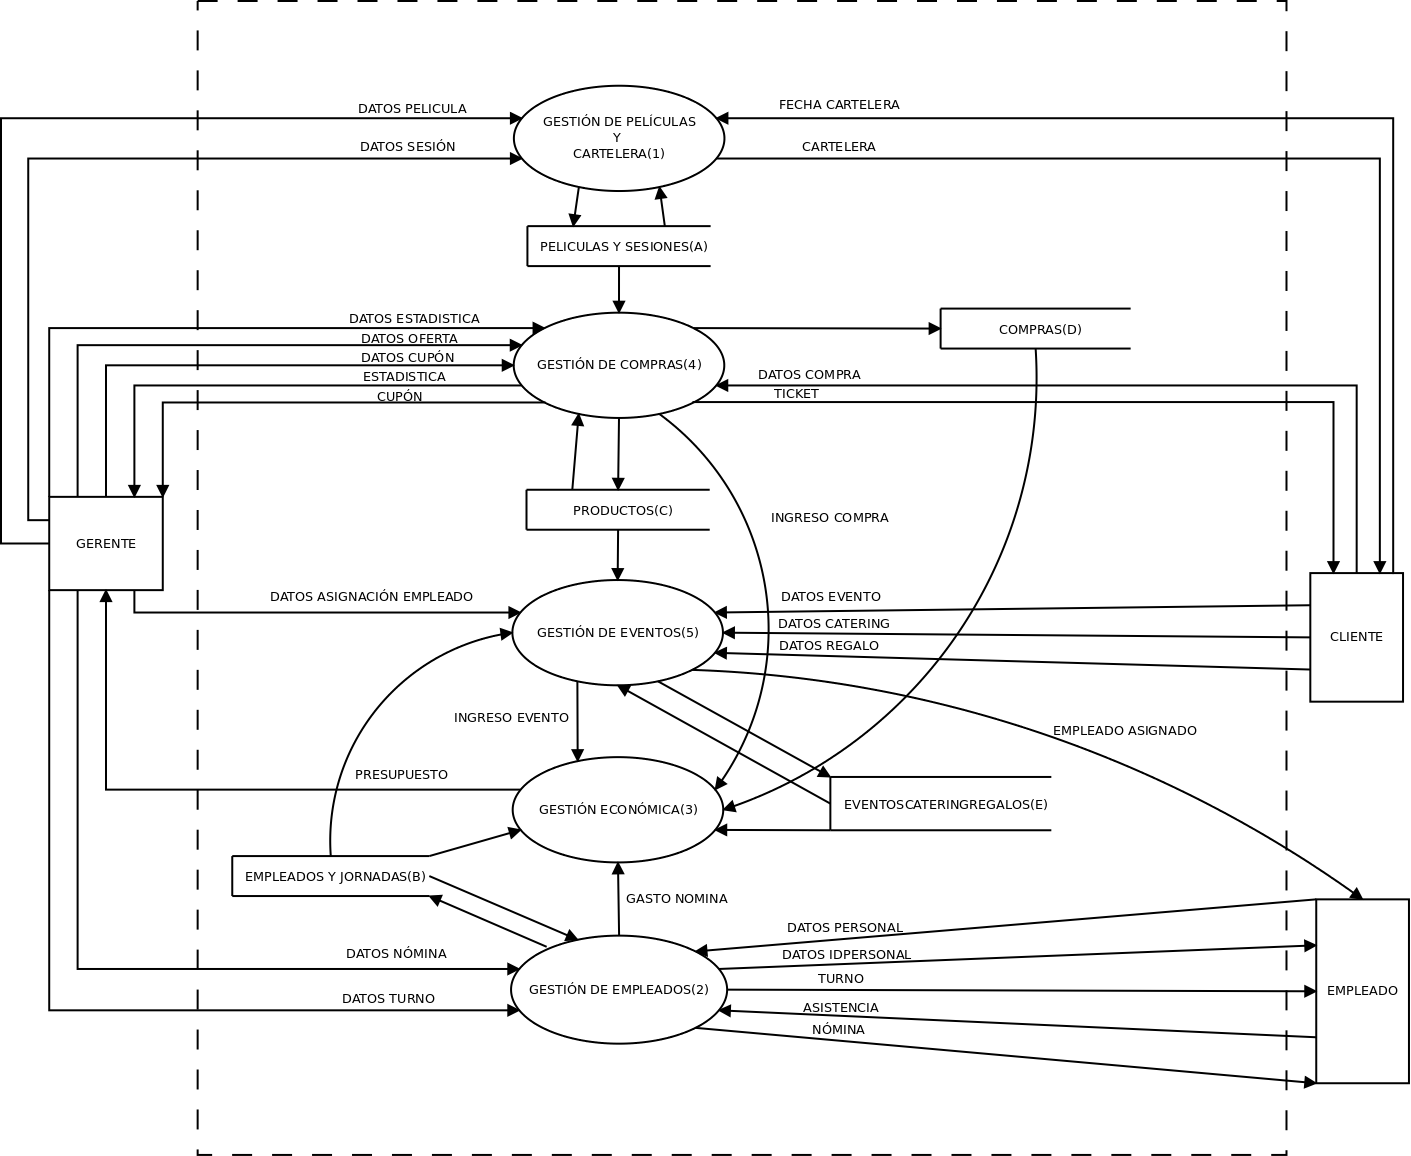 DATOS PELICULA
FECHA CARTELERA
GESTIÓN DE PELÍCULAS
Y
CARTELERA(1)
DATOS SESIÓN
CARTELERA
PELICULAS Y SESIONES(A)
DATOS ESTADISTICA
DATOS OFERTA
DATOS CUPÓN
ESTADISTICA
CUPÓN
GESTIÓN DE COMPRAS(4)
COMPRAS(D)
DATOS COMPRA
TICKET
PRODUCTOS(C)
INGRESO COMPRA
GERENTE
DATOS ASIGNACIÓN EMPLEADO
GESTIÓN DE EVENTOS(5)
DATOS EVENTO
DATOS CATERING
DATOS REGALO
CLIENTE
INGRESO EVENTO
EMPLEADO ASIGNADO
PRESUPUESTO
GESTIÓN ECONÓMICA(3)
EVENTOSCATERINGREGALOS(E)
EMPLEADOS Y JORNADAS(B)
GASTO NOMINA
DATOS NÓMINA
DATOS TURNO
GESTIÓN DE EMPLEADOS(2)
DATOS PERSONAL
DATOS IDPERSONAL
TURNO
ASISTENCIA
NÓMINA
EMPLEADO